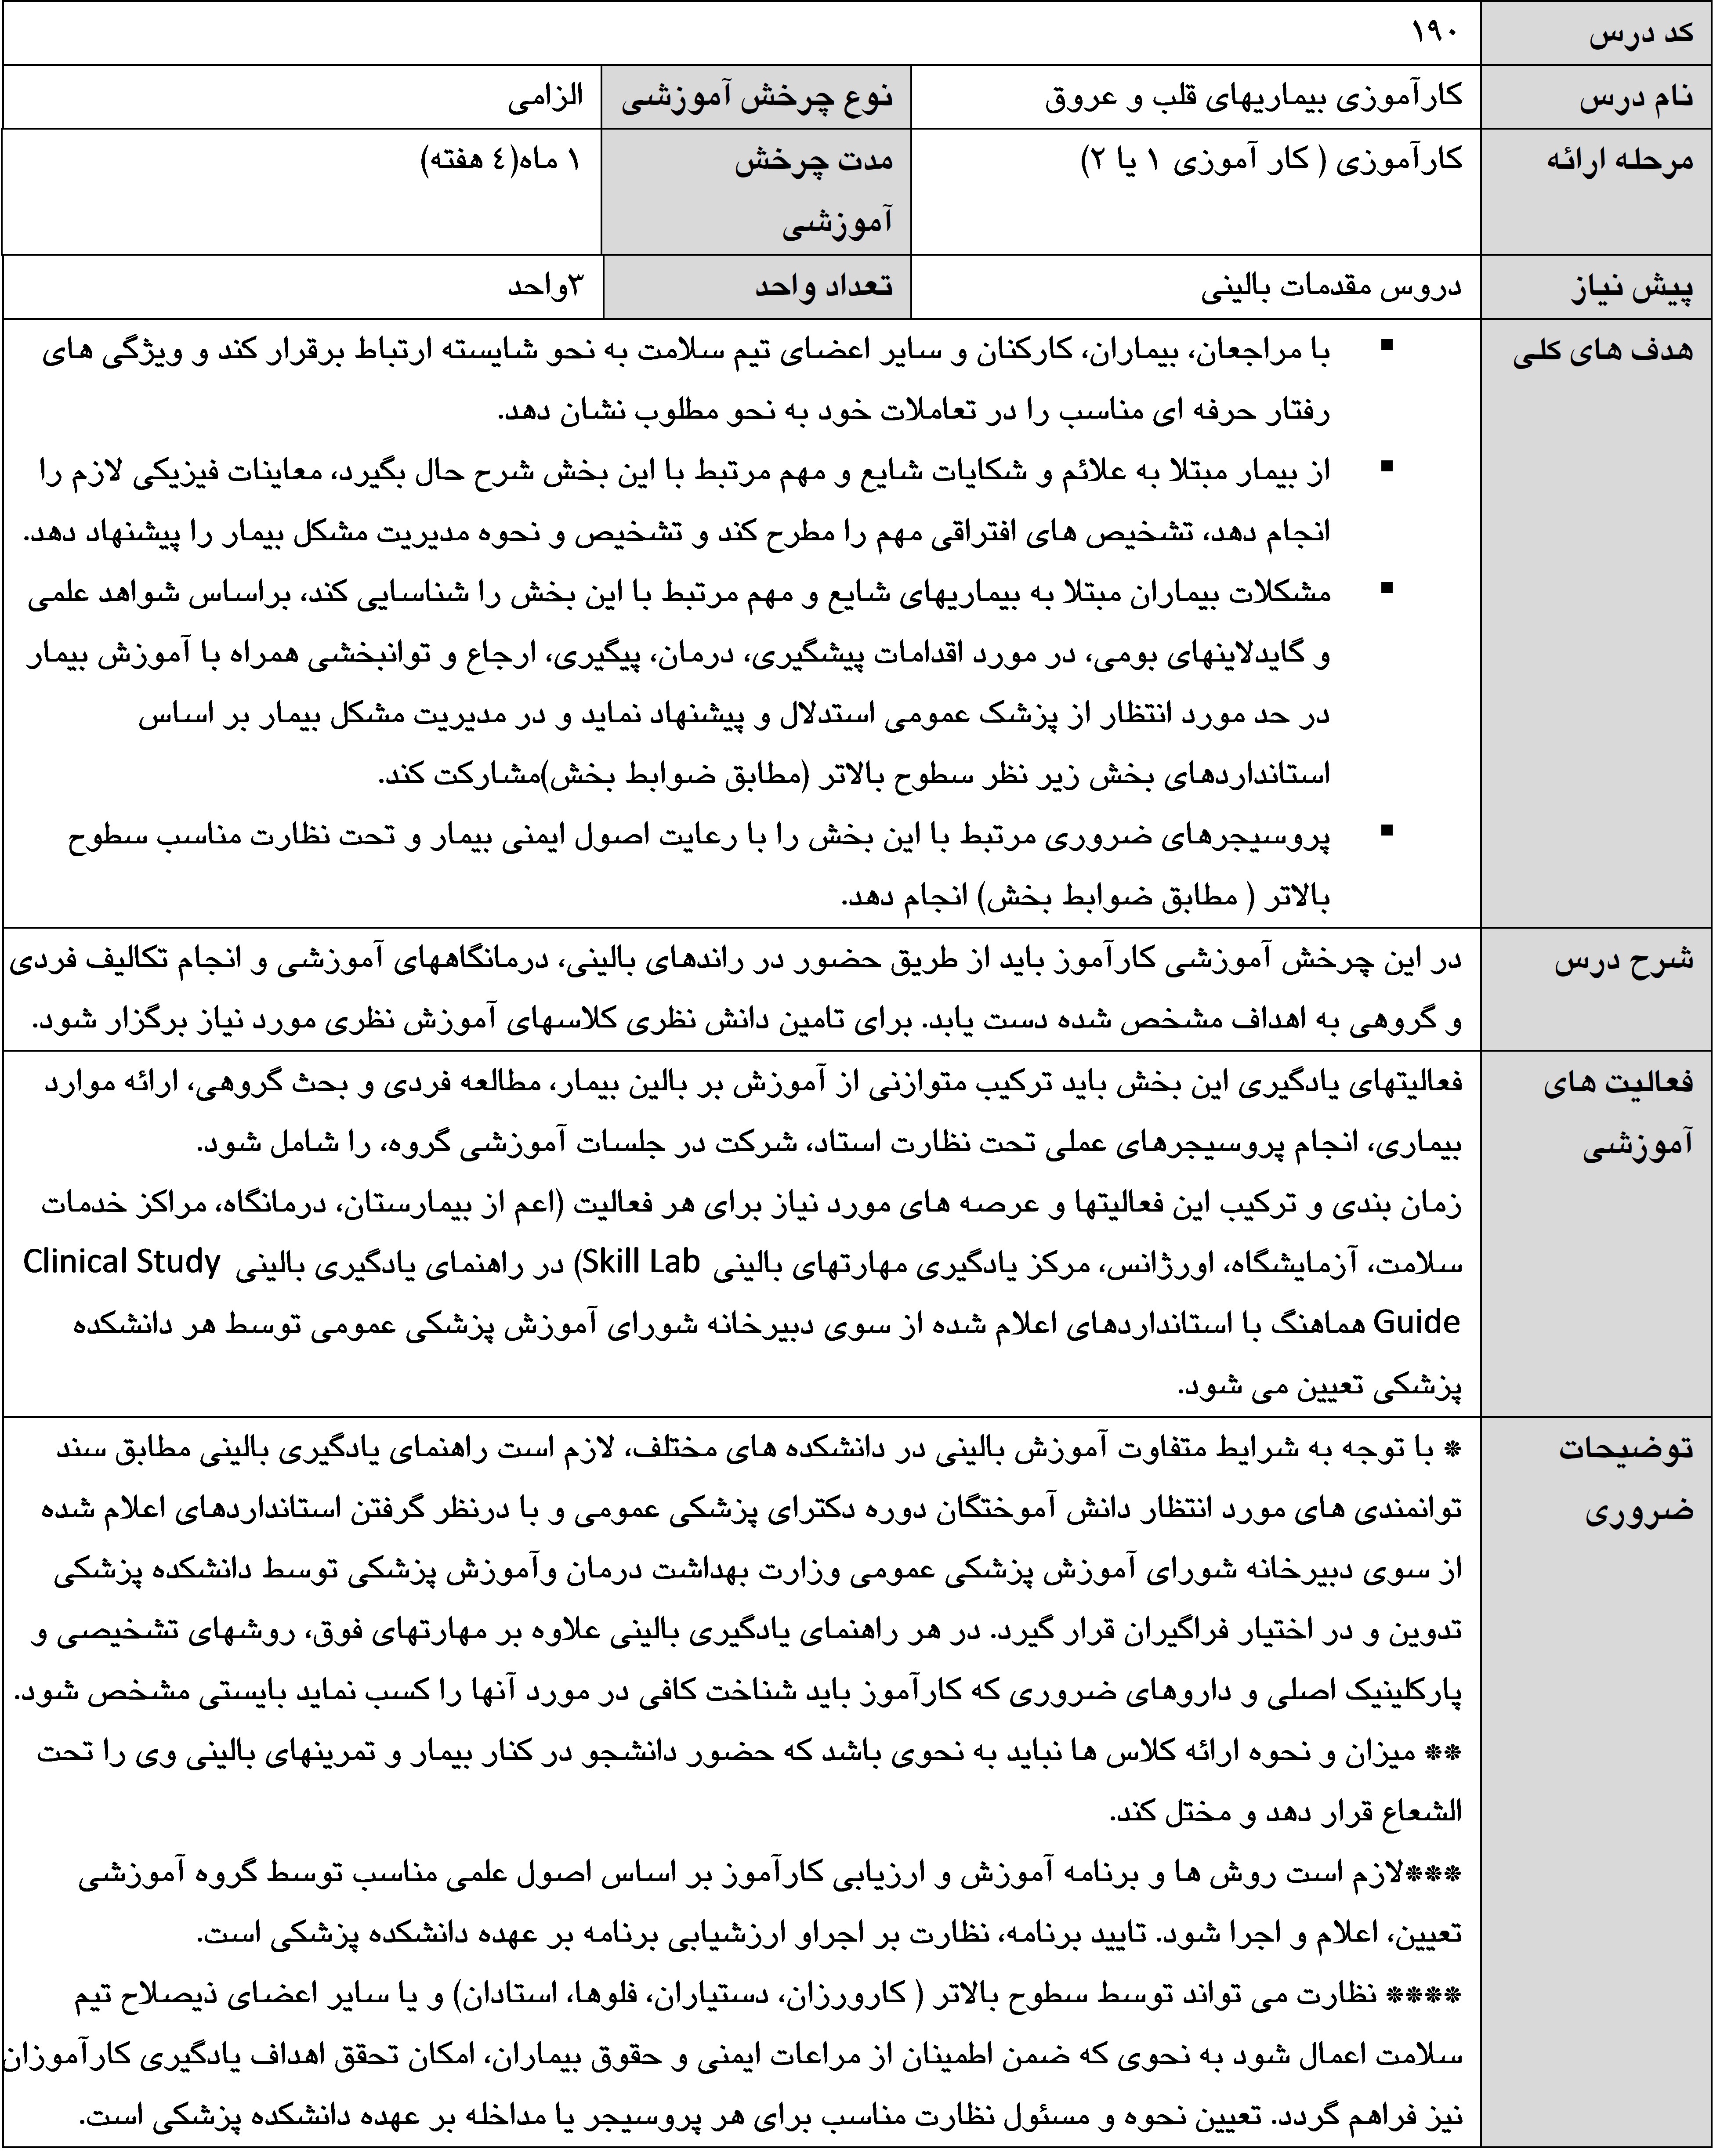 کد درس ۱۹۰
نام درس کارآموزی بیماریهای قلب و عروق نوع چرخش آموزشی الزامی
مرحله ارائه کارآموزی ( کار آموزی ۱ یا ۲) مدت چرخش ۱ ماه(٤ هفته)
آموزشی
پیش نیاز دروس مقدمات بالینی تعداد واحد ۳واحد
هدف های کلی
▪ با مراجعان، بیماران، کارکنان و سایر اعضای تیم سلامت به نحو شایسته ارتباط برقرار کند و ویژگی های
رفتار حرفه ای مناسب را در تعاملات خود به نحو مطلوب نشان دهد.
▪ از بیمار مبتلا به علائم و شکایات شایع و مهم مرتبط با این بخش شرح حال بگیرد، معاینات فیزیکی لازم را
انجام دهد، تشخیص های افتراقی مهم را مطرح کند و تشخیص و نحوه مدیریت مشکل بیمار را پیشنهاد دهد.
▪ مشکلات بیماران مبتلا به بیماریهای شایع و مهم مرتبط با این بخش را شناسایی کند، براساس شواهد علمی
و گایدلاینهای بومی، در مورد اقدامات پیشگیری، درمان، پیگیری، ارجاع و توانبخشی همراه با آموزش بیمار
در حد مورد انتظار از پزشک عمومی استدلال و پیشنهاد نماید و در مدیریت مشکل بیمار بر اساس
استانداردهای بخش زیر نظر سطوح بالاتر (مطابق ضوابط بخش)مشارکت کند.
▪ پروسیجرهای ضروری مرتبط با این بخش را با رعایت اصول ایمنی بیمار و تحت نظارت مناسب سطوح
بالاتر ( مطابق ضوابط بخش) انجام دهد.
شرح درس
در این چرخش آموزشی کارآموز باید از طریق حضور در راندهای بالینی، درمانگاههای آموزشی و انجام تکالیف فردی
و گروهی به اهداف مشخص شده دست یابد. برای تامین دانش نظری کلاسهای آموزش نظری مورد نیاز برگزار شود.
فعالیت های
آموزشی
فعالیتهای یادگیری این بخش باید ترکیب متوازنی از آموزش بر بالین بیمار، مطالعه فردی و بحث گروهی، ارائه موارد
بیماری، انجام پروسیجرهای عملی تحت نظارت استاد، شرکت در جلسات آموزشی گروه، را شامل شود.
زمان بندی و ترکیب این فعالیتها و عرصه های مورد نیاز برای هر فعالیت (اعم از بیمارستان، درمانگاه، مراکز خدمات
سلامت، آزمایشگاه، اورژانس، مرکز یادگیری مهارتهای بالینی Skill Lab) در راهنمای یادگیری بالینی Clinical Study
Guide هماهنگ با استانداردهای اعلام شده از سوی دبیرخانه شورای آموزش پزشکی عمومی توسط هر دانشکده
پزشکی تعیین می شود.
توضیحات
ضروری
* با توجه به شرایط متفاوت آموزش بالینی در دانشکده های مختلف، لازم است راهنمای یادگیری بالینی مطابق سند
توانمندی های مورد انتظار دانش آموختگان دوره دکترای پزشکی عمومی و با درنظر گرفتن استانداردهای اعلام شده
از سوی دبیرخانه شورای آموزش پزشکی عمومی وزارت بهداشت درمان وآموزش پزشکی توسط دانشکده پزشکی
تدوین و در اختیار فراگیران قرار گیرد. در هر راهنمای یادگیری بالینی علاوه بر مهارتهای فوق، روشهای تشخیصی و
پارکلینیک اصلی و داروهای ضروری که کارآموز باید شناخت کافی در مورد آنها را کسب نماید بایستی مشخص شود.
** میزان و نحوه ارائه کلاس ها نباید به نحوی باشد که حضور دانشجو در کنار بیمار و تمرینهای بالینی وی را تحت
الشعاع قرار دهد و مختل کند.
***لازم است روش ها و برنامه آموزش و ارزیابی کارآموز بر اساس اصول علمی مناسب توسط گروه آموزشی
تعیین، اعلام و اجرا شود. تایید برنامه، نظارت بر اجراو ارزشیابی برنامه بر عهده دانشکده پزشکی است.
**** نظارت می تواند توسط سطوح بالاتر ( کارورزان، دستیاران، فلوها، استادان) و یا سایر اعضای ذیصلاح تیم
سلامت اعمال شود به نحوی که ضمن اطمینان از مراعات ایمنی و حقوق بیماران، امکان تحقق اهداف یادگیری کارآموزان
نیز فراهم گردد. تعیین نحوه و مسئول نظارت مناسب برای هر پروسیجر یا مداخله بر عهده دانشکده پزشکی است.